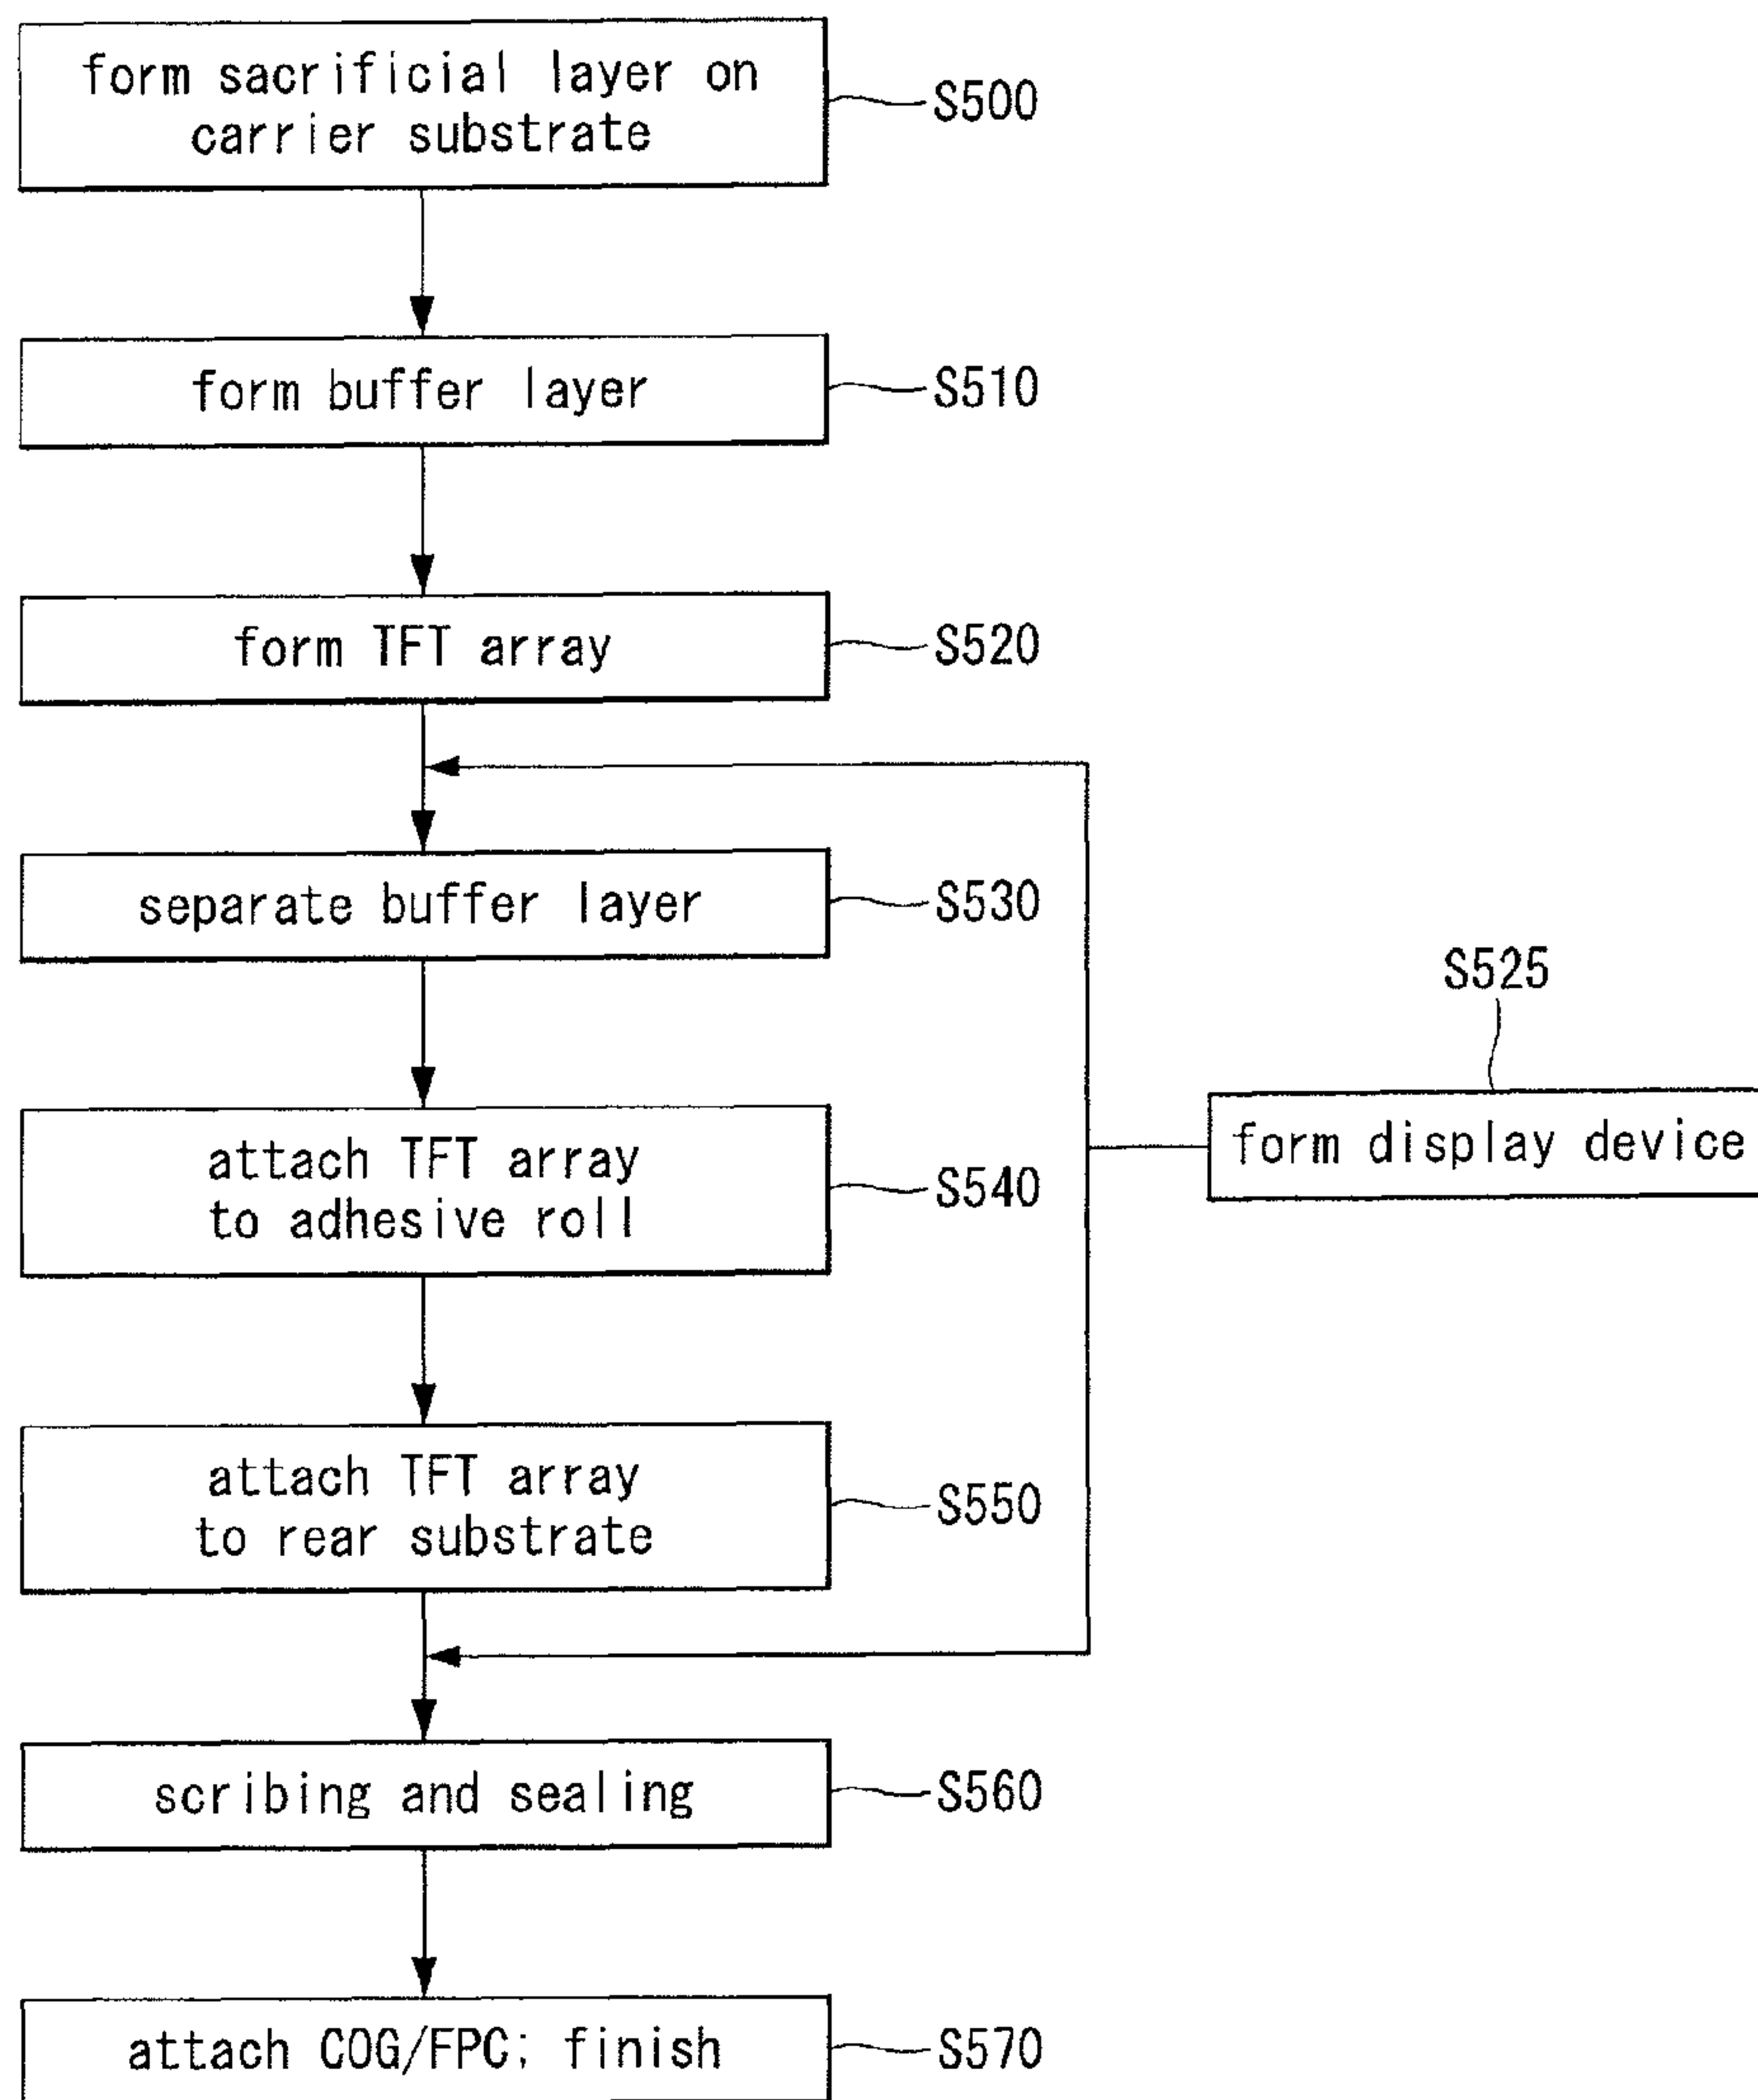 form sacrificial layer on
carrier substrate
S500
form buffer layer
S510
form TFT array
S520
separate buffer layer
S530
S525
form display device
attach TFT array
to adhesive roll
S540
attach TFT array
to rear substrate
S550
scribing and sealing
S560
attach COG/FPC; finish
S570